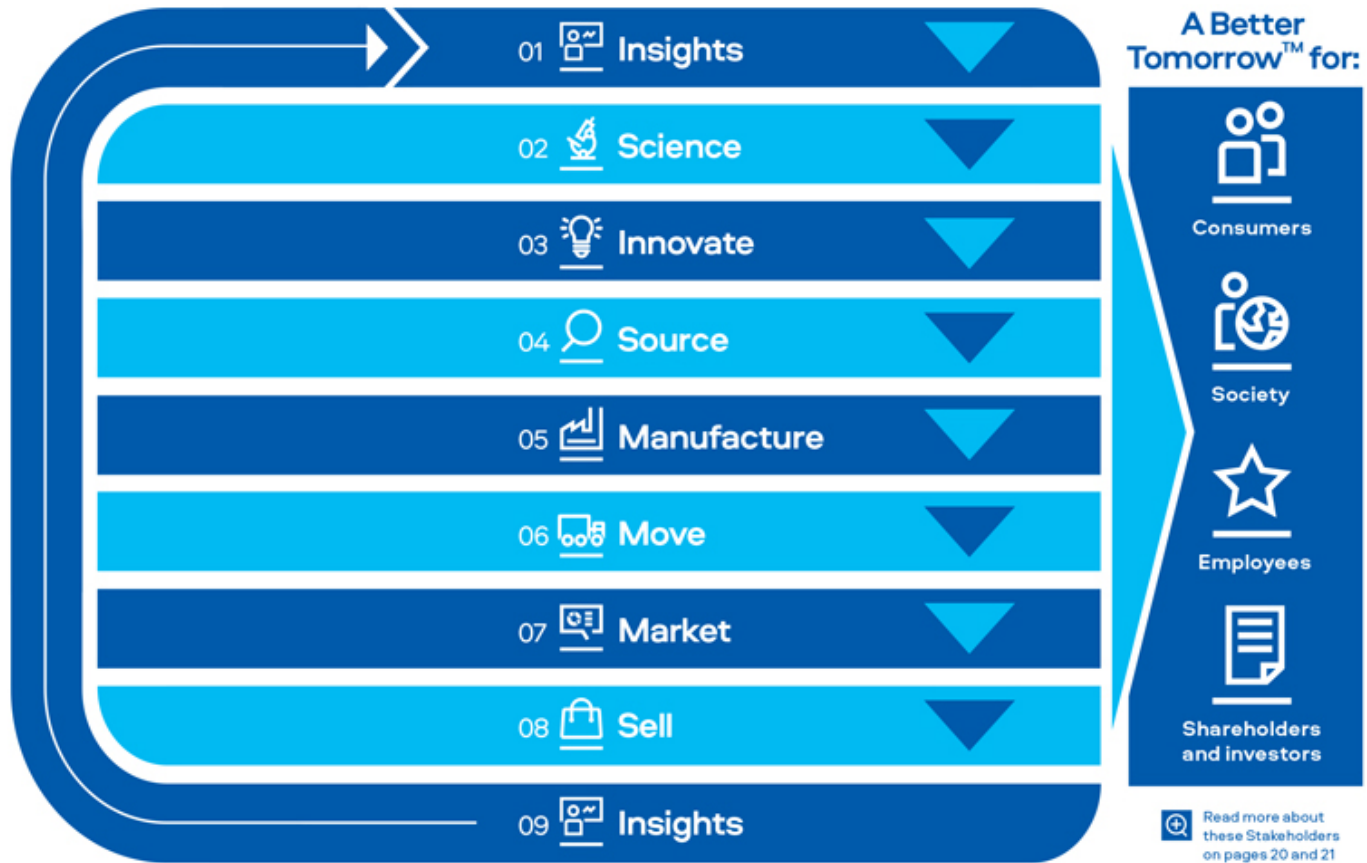 01 Insights
02 Science
03 Innovate
04 Source
05 Manufacture
06 Move
07 Market
08 Sell
09 Insights
A Better
Tomorrow™ for:
Consumers
Society
Employees
Shareholders
and investors
Read more about
these Stakeholders
on pages 20 and 21